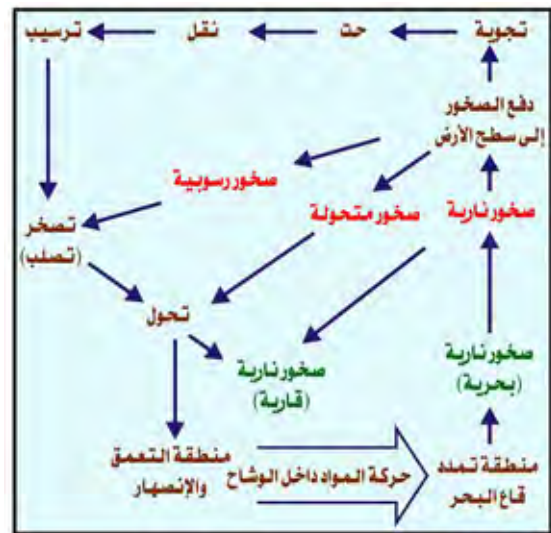 تجوية
حت
نقل
ترسيب
دفع الصخور
إلى سطح الأرض
صخور رسوبية
صخور متحولة
صخور نارية
تصخر
(تصلب)
تحول
صخور نارية
(قارية)
صخور نارية
(بحرية)
منطقة التعمق
والإنصهار
حركة المواد داخل الوشاح
منطقة تمدد
قاع البحر